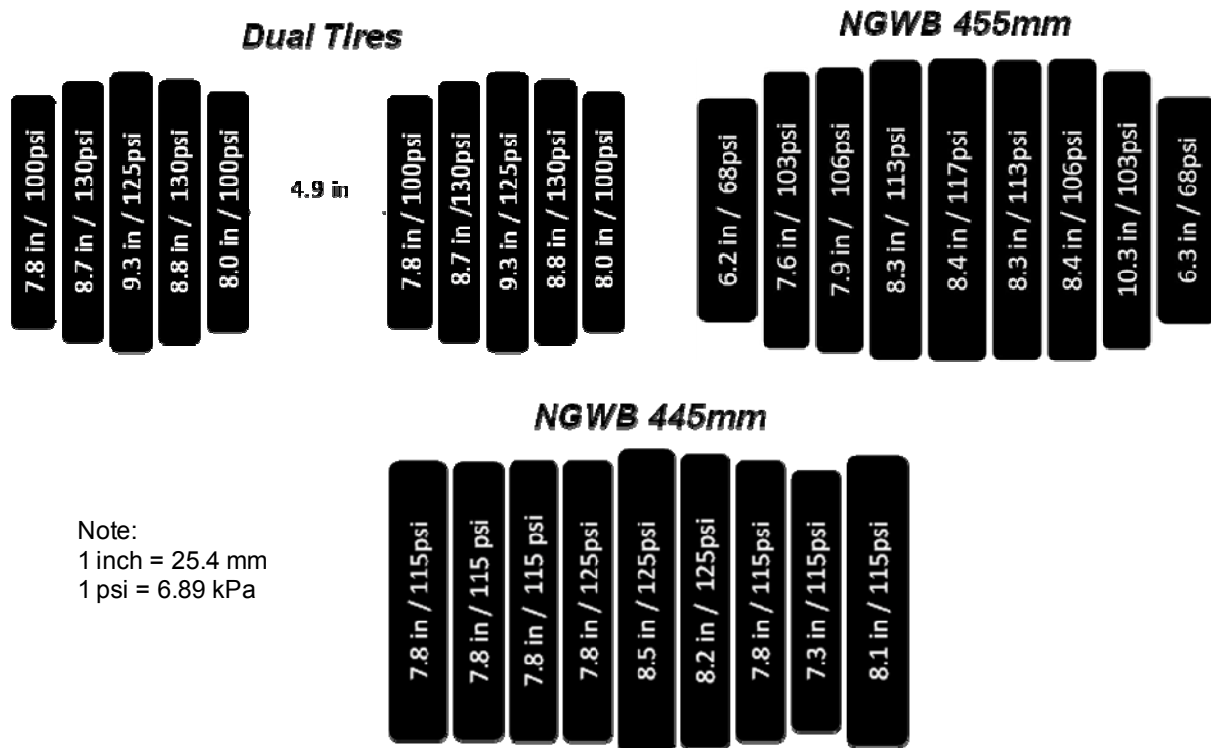 Dual Tires
7.8 in / 100psi
8.7 in / 130psi
9.3 in / 125psi
8.8 in / 130psi
8.0 in / 100psi
4.9 in
7.8 in / 100psi
8.7 in /130psi
9.3 in / 125psi
8.8 in / 130psi
8.0 in / 100psi
NGWB 455mm
6.2 in / 68psi
7.6 in / 103psi
7.9 in / 106psi
8.3 in / 113psi
8.4 in / 117psi
8.3 in / 113psi
8.4 in / 106psi
10.3 in / 103psi
6.3 in / 68psi
NGWB 445mm
7.8 in / 115psi
7.8 in / 115 psi
7.8 in / 115 psi
7.8 in / 125psi
8.5 in / 125psi
8.2 in / 125psi
7.8 in / 115psi
7.3 in / 115psi
8.1 in / 115psi
Note:
1 inch = 25.4 mm
1 psi = 6.89 kPa